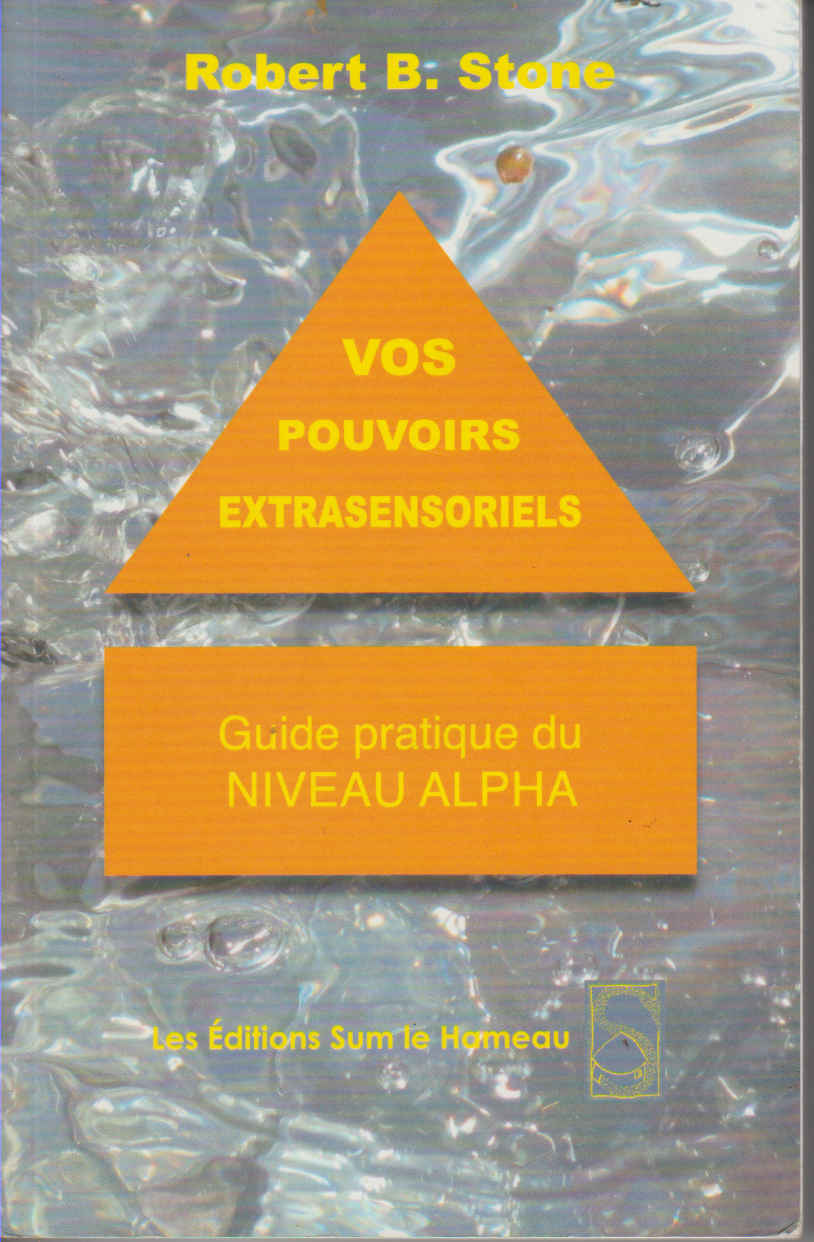 Robert B. Stone
VOS
POUVOIRS
EXTRASENSORIELS
Guide pratique du
NIVEAU ALPHA
Les Éditions Sum le Hameau